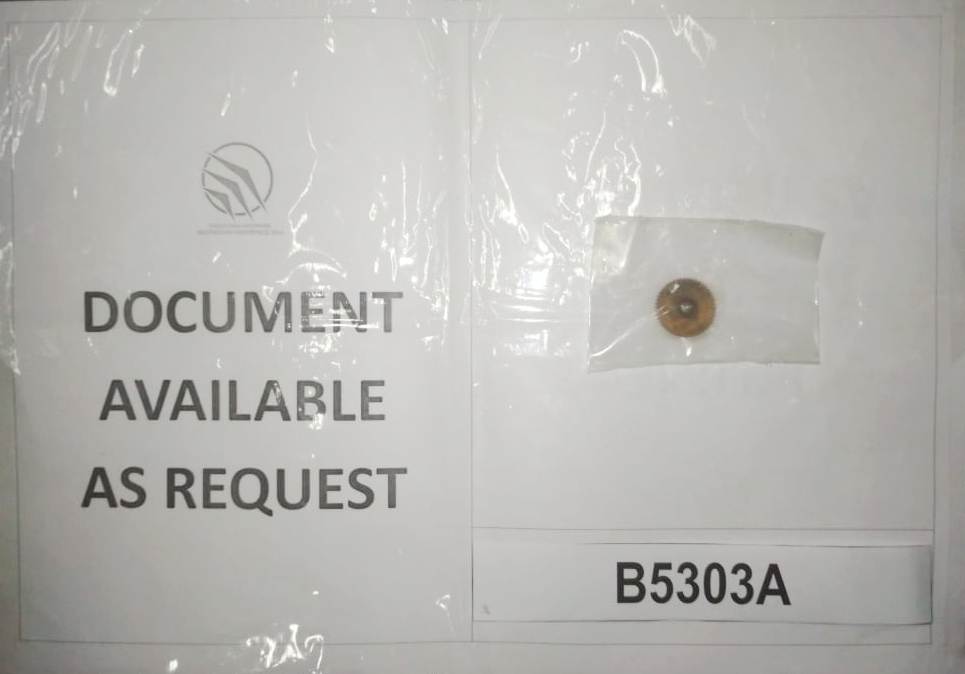 DOCUMENT
AVAILABLE
AS REQUEST
B5303A